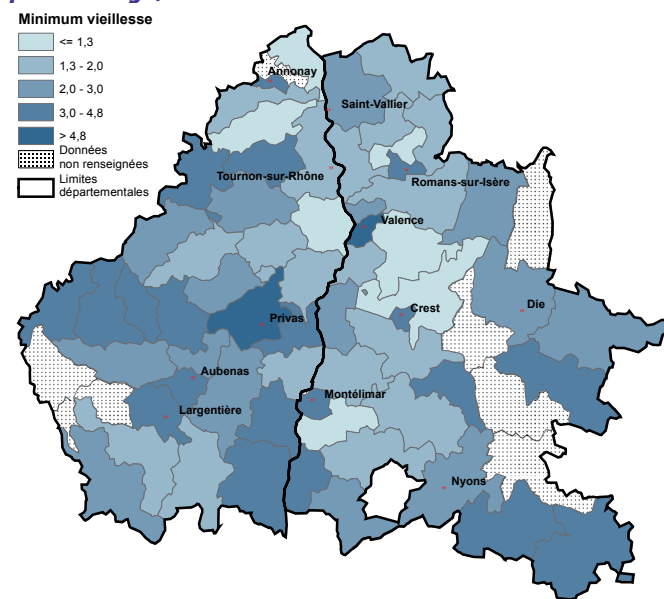 Minimum vieillesse
<= 1,3
1,3 - 2,0
2,0 - 3,0
3,0 - 4,8
> 4,8
Données
non renseignées
Limites
départementales
Annonay
Saint-Vallier
Tournon-sur-Rhône
Romans-sur-Isère
Valence
Privas
Crest
Die
Aubenas
Montélimar
Largentière
Nyons